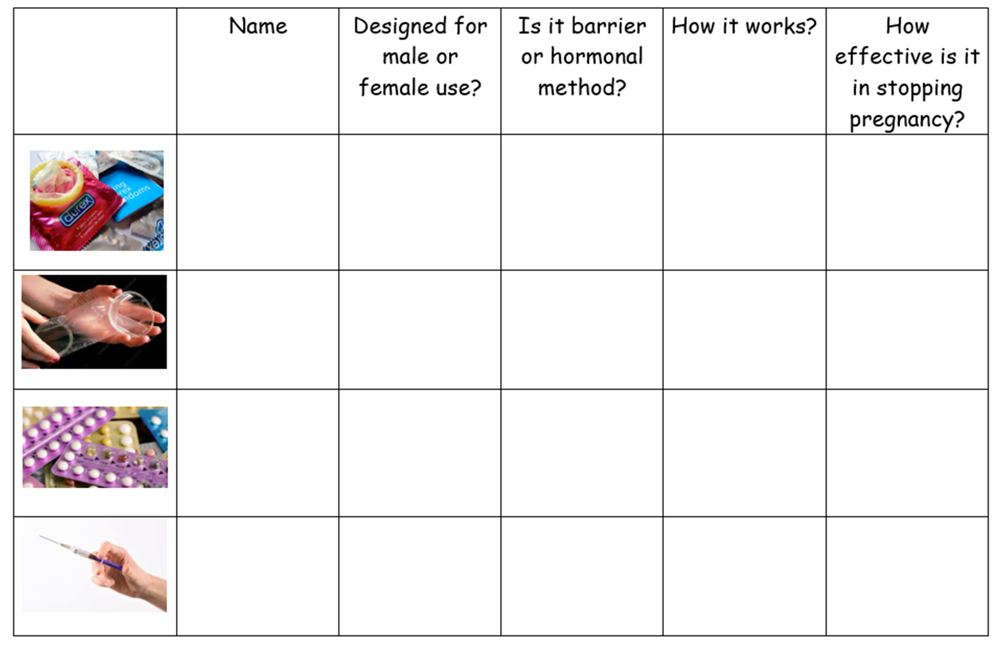 Name
Designed for
male or
female use?
Is it barrier
or hormonal
method?
How it works?
How
effective is it
in stopping
pregnancy?
durex
ing
rex
ndoms